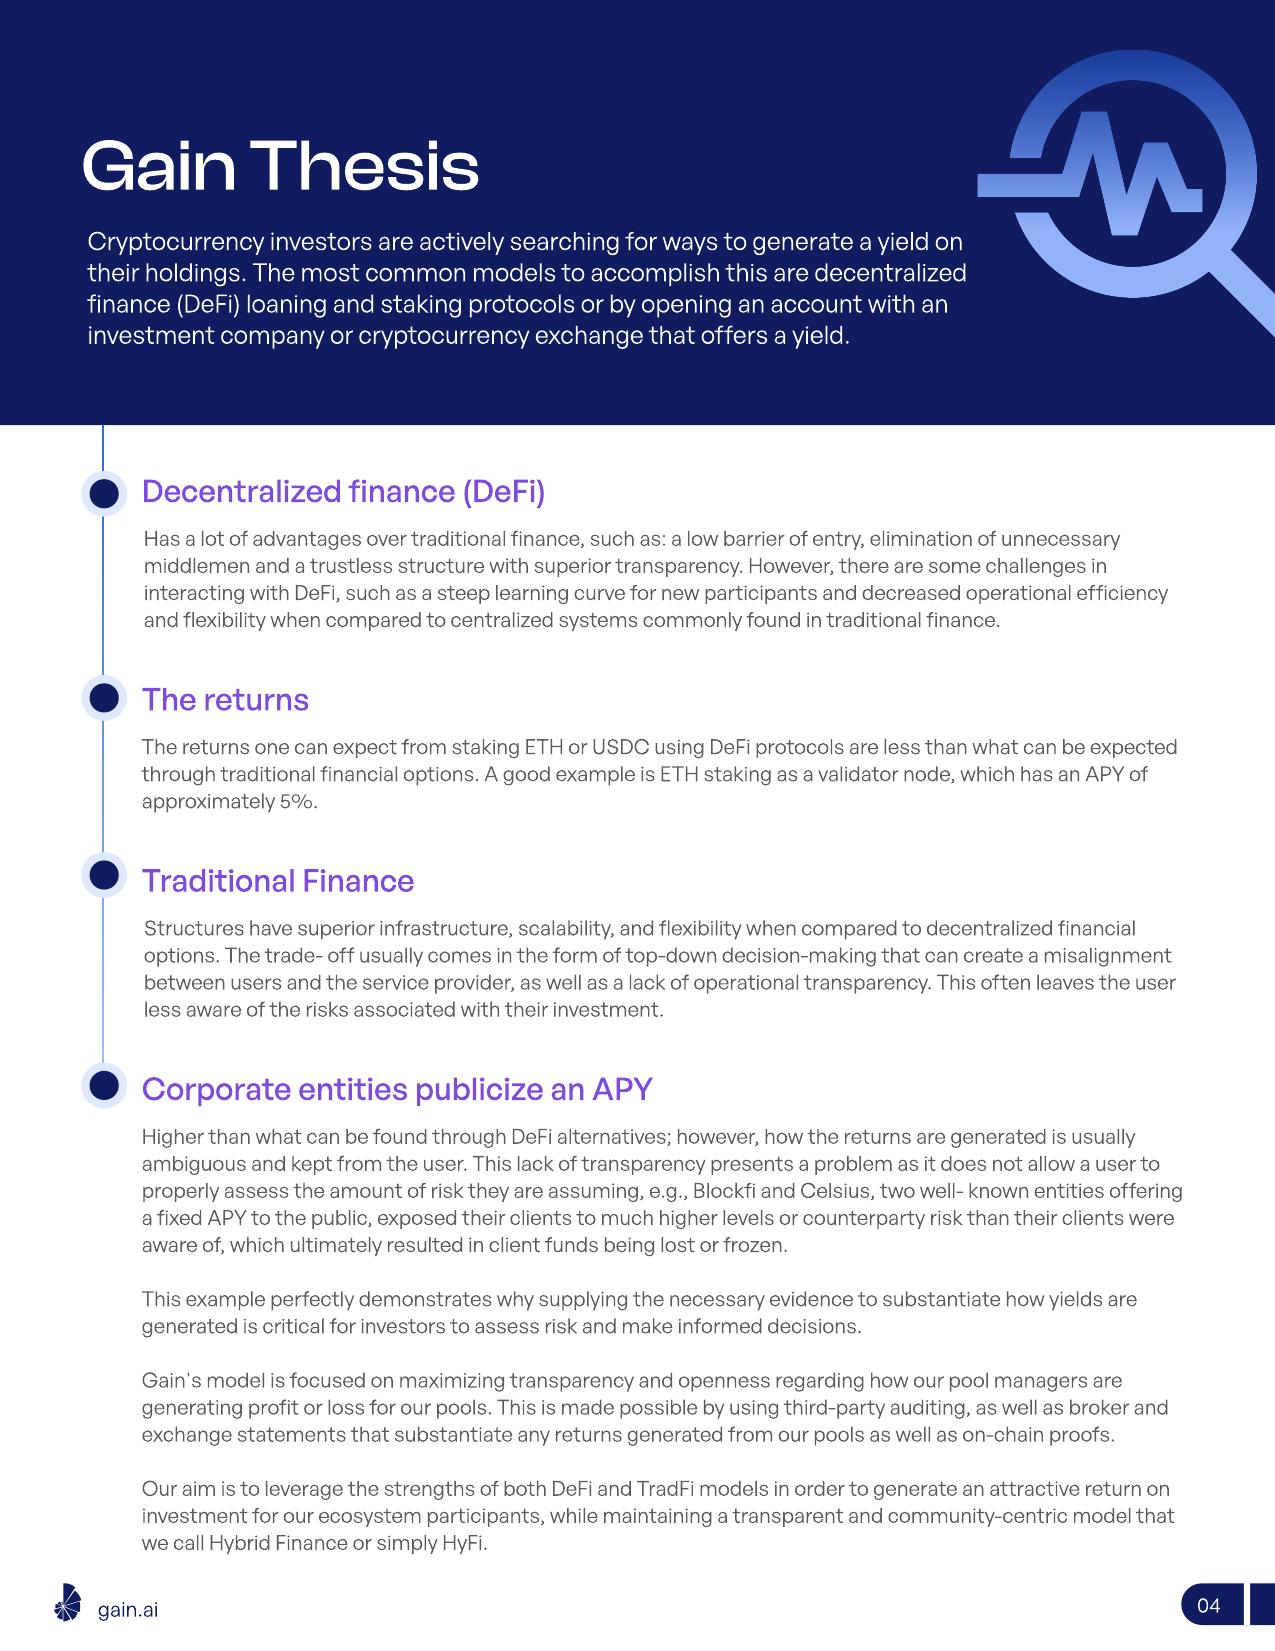 Gain Thesis
Cryptocurrency investors are actively searching for ways to generate a yield on
their holdings. The most common models to accomplish this are decentralized
finance (DeFi) loaning and staking protocols or by opening an account with an
investment company or cryptocurrency exchange that offers a yield.
Decentralized finance (DeFi)
Has a lot of advantages over traditional finance, such as: a low barrier of entry, elimination of unnecessary
middlemen and a trustless structure with superior transparency. However, there are some challenges in
interacting with DeFi, such as a steep learning curve for new participants and decreased operational efficiency
and flexibility when compared to centralized systems commonly found in traditional finance.
The returns
The returns one can expect from staking ETH or USDC using DeFi protocols are less than what can be expected
through traditional financial options. A good example is ETH staking as a validator node, which has an APY of
approximately 5%.
Traditional Finance
Structures have superior infrastructure, scalability, and flexibility when compared to decentralized financial
options. The trade- off usually comes in the form of top-down decision-making that can create a misalignment
between users and the service provider, as well as a lack of operational transparency. This often leaves the user
less aware of the risks associated with their investment.
Corporate entities publicize an APY
Higher than what can be found through DeFi alternatives; however, how the returns are generated is usually
ambiguous and kept from the user. This lack of transparency presents a problem as it does not allow a user to
properly assess the amount of risk they are assuming, e.g., Blockfi and Celsius, two well- known entities offering
a fixed APY to the public, exposed their clients to much higher levels or counterparty risk than their clients were
aware of, which ultimately resulted in client funds being lost or frozen.
This example perfectly demonstrates why supplying the necessary evidence to substantiate how yields are
generated is critical for investors to assess risk and make informed decisions.
Gain's model is focused on maximizing transparency and openness regarding how our pool managers are
generating profit or loss for our pools. This is made possible by using third-party auditing, as well as broker and
exchange statements that substantiate any returns generated from our pools as well as on-chain proofs.
Our aim is to leverage the strengths of both DeFi and TradFi models in order to generate an attractive return on
investment for our ecosystem participants, while maintaining a transparent and community-centric model that
we call Hybrid Finance or simply HyFi.
gain.ai
04